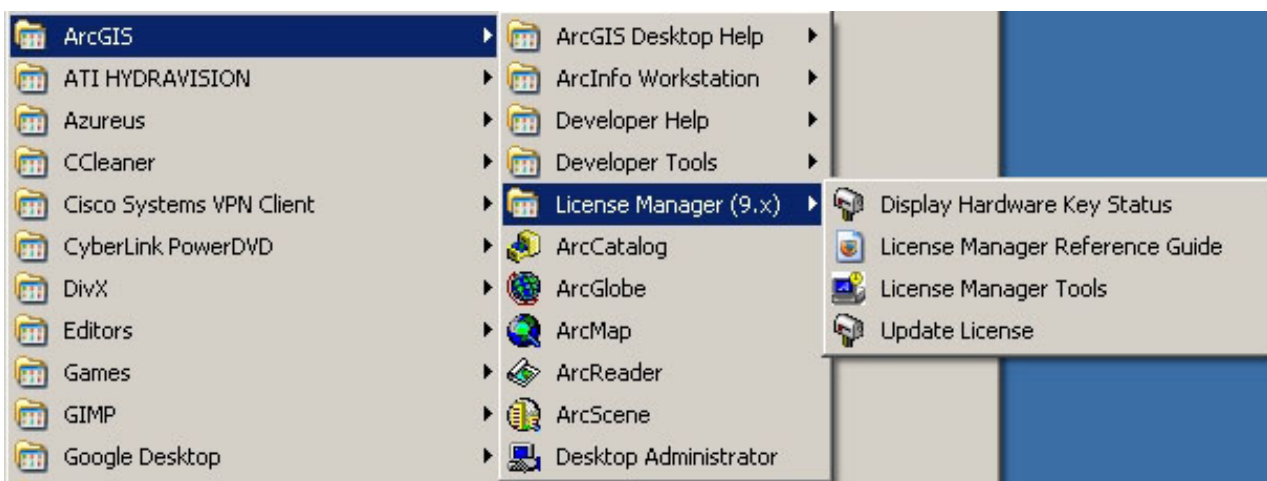 ArcGIS
ATI HYDRAVISION
Azureus
CCleaner
Cisco Systems VPN Client
CyberLink PowerDVD
DivX
Editors
Games
GIMP
Google Desktop
ArcGIS Desktop Help
ArcInfo Workstation
Developer Help
Developer Tools
License Manager (9.x)
ArcCatalog
ArcGlobe
ArcMap
ArcReader
ArcScene
Desktop Administrator
Display Hardware Key Status
License Manager Reference Guide
License Manager Tools
Update License